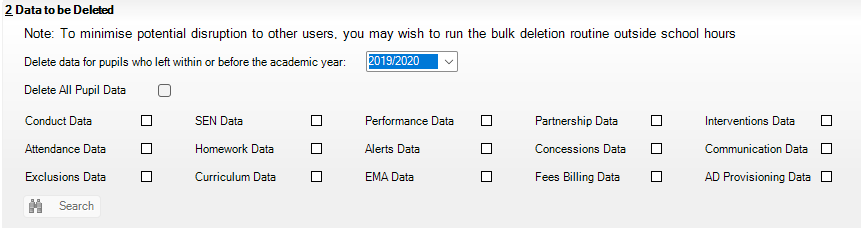 2 Data to be Deleted
Note: To minimise potential disruption to other users, you may wish to run the bulk deletion routine outside school hours
Delete data for pupils who left within or before the academic year: 2019/2020
Delete All Pupil Data
Conduct Data SEN Data Performance Data Partnership Data Interventions Data
Attendance Data Homework Data Alerts Data Concessions Data Communication Data
Exclusions Data Curriculum Data EMA Data Fees Billing Data AD Provisioning Data
Search